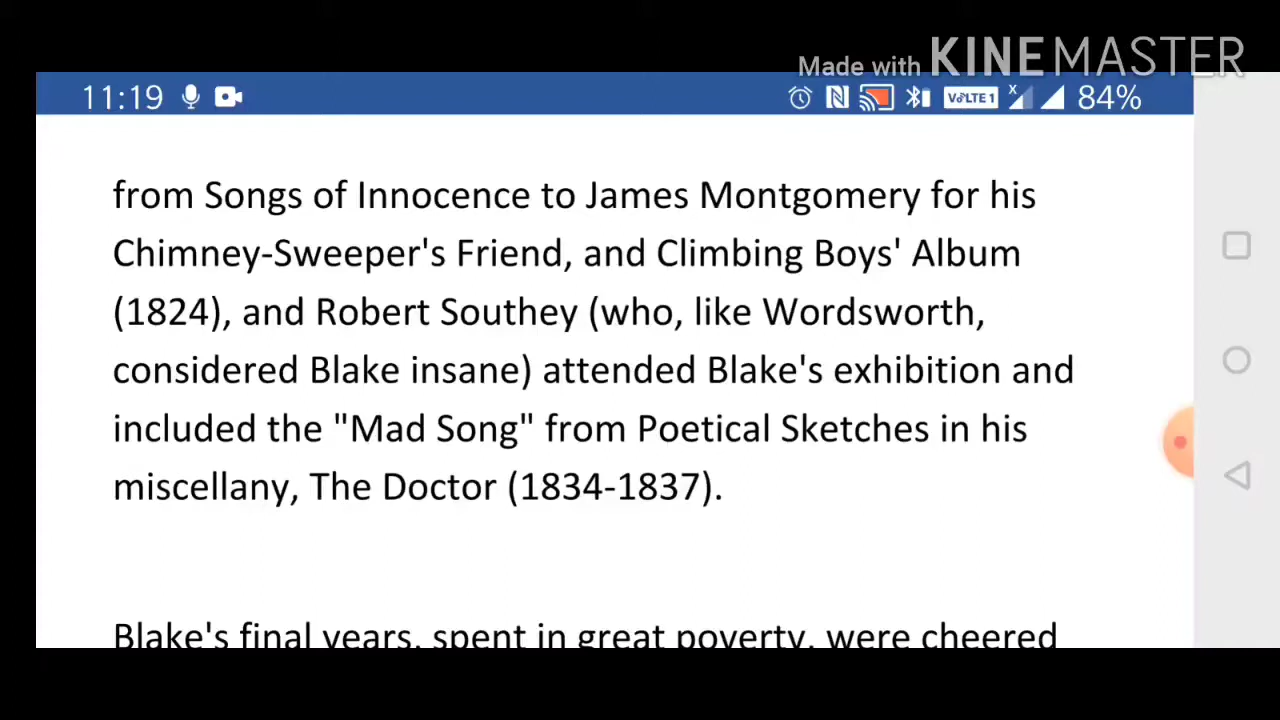 Made with KINEMASTER
11:19 VoLTE 1 X 84%
from Songs of Innocence to James Montgomery for his
Chimney-Sweeper's Friend, and Climbing Boys' Album
(1824), and Robert Southey (who, like Wordsworth,
considered Blake insane) attended Blake's exhibition and
included the "Mad Song" from Poetical Sketches in his
miscellany, The Doctor (1834-1837).
Blake's final years, spent in great poverty, were cheered